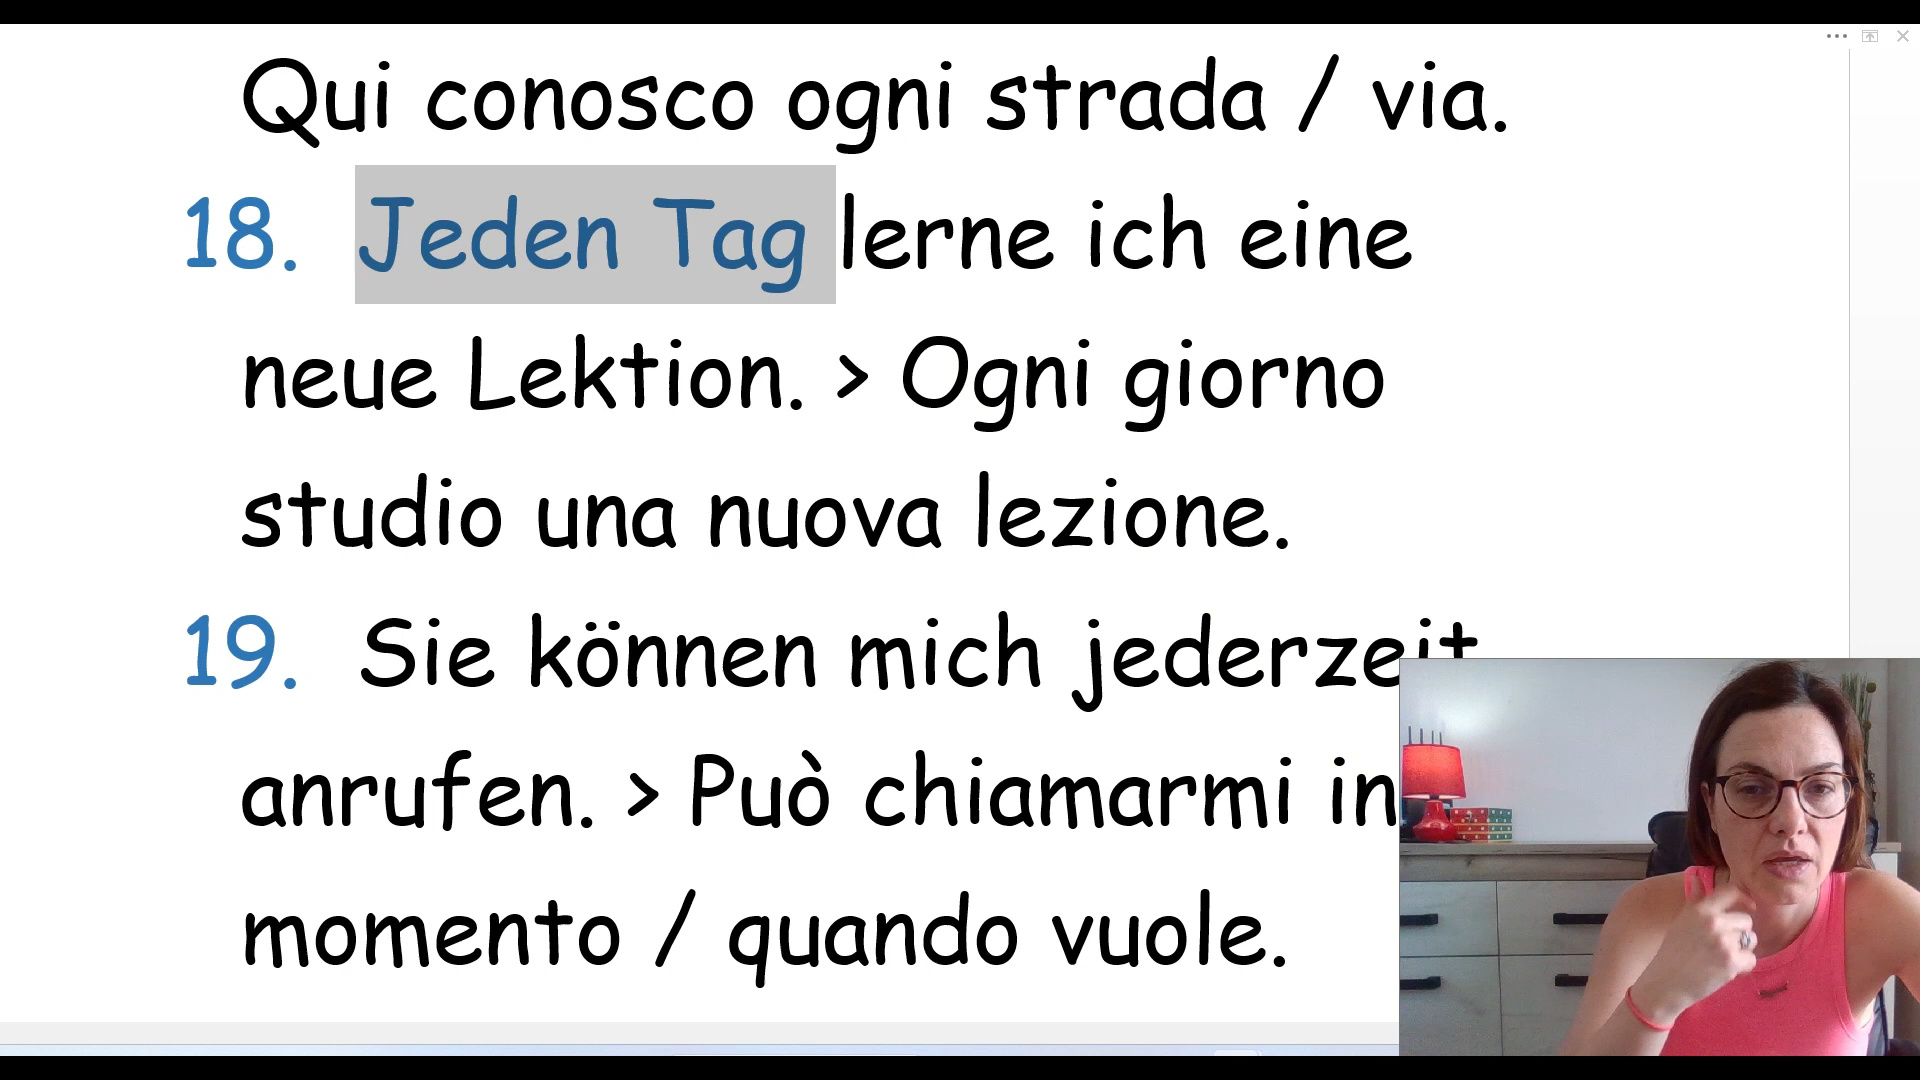 Qui conosco ogni strada / via.
18. Jeden Tag lerne ich eine
neue Lektion. > Ogni giorno
studio una nuova lezione.
19. Sie können mich jederzeit
anrufen. > Può chiamarmi in
momento / quando vuole.